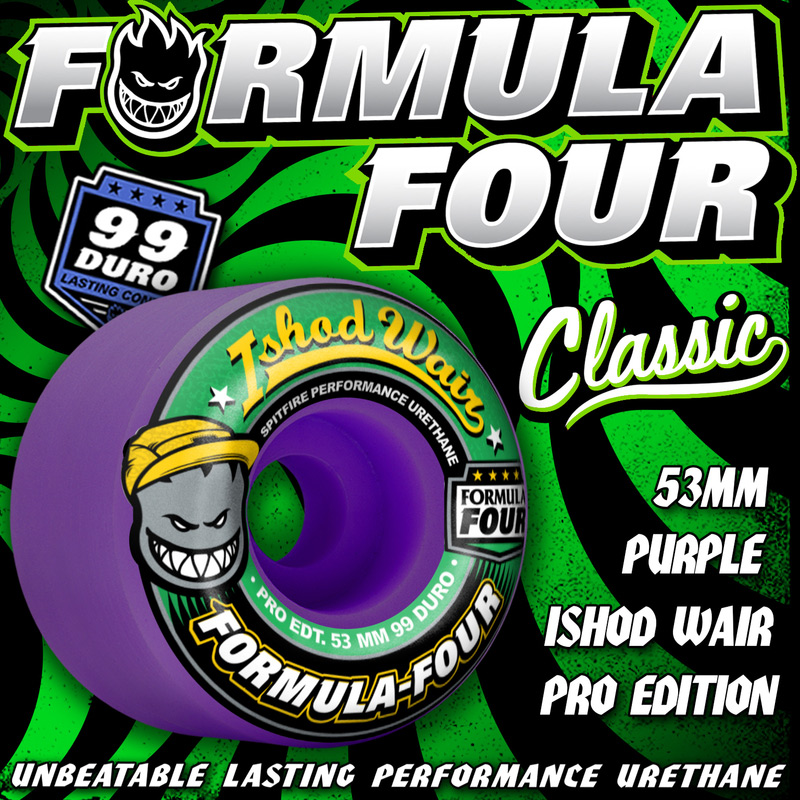 FORMULA
FOUR
99
DURO
LASTING
Classic
Ishod Wair
SPITFIRE PERFORMANCE URETHANE
FORMULA
FOUR
• PRO EDT. 53 MM 99 DURO •
FORMULA-FOUR
53MM
PURPLE
ISHOD WAIR
PRO EDITION
UNBEATABLE LASTING PERFORMANCE URETHANE